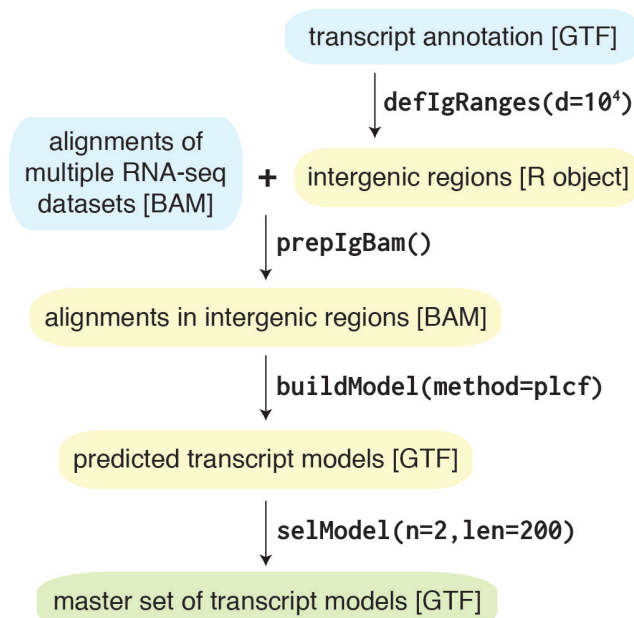 transcript annotation [GTF]
defIgRanges(d=10⁴)
alignments of
multiple RNA-seq
datasets [BAM]
+
intergenic regions [R object]
prepIgBam()
alignments in intergenic regions [BAM]
buildModel(method=plcf)
predicted transcript models [GTF]
selModel(n=2,len=200)
master set of transcript models [GTF]